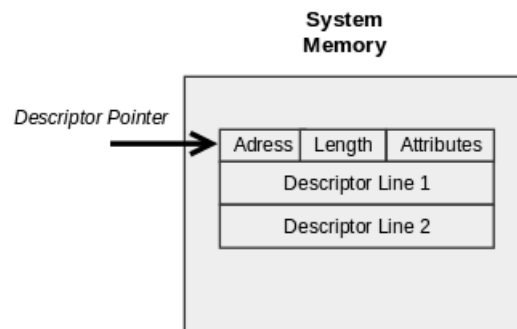 System
Memory
Descriptor Pointer
Adress Length Attributes
Descriptor Line 1
Descriptor Line 2